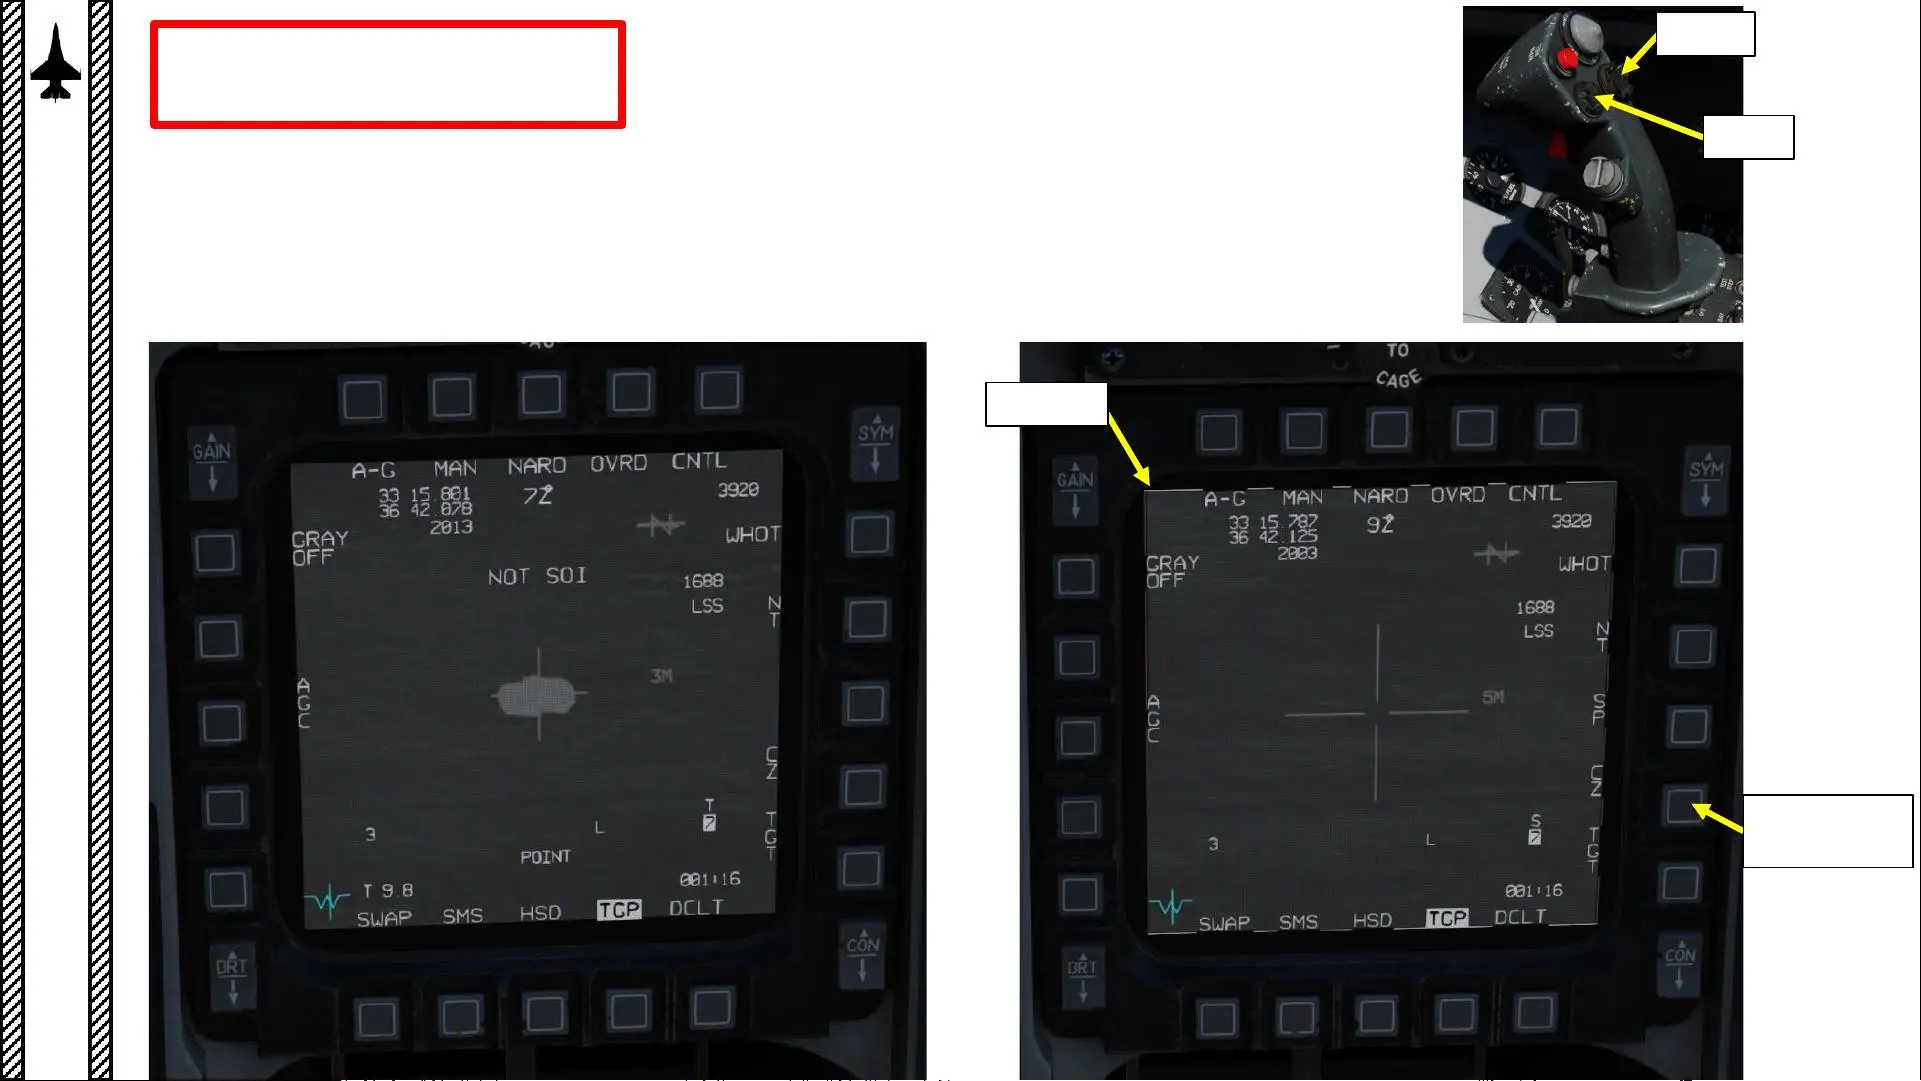 TO
CAGE
GAIN
SYM
A-G MAN NARO OVRD CNTL
33 15.801
36 42.078
2013
7Z
3920
GRAY
OFF
WHOT
NOT SOI
1688
LSS
N
T
3M
A
G
C
C
Z
T
7
T
G
T
3
L
POINT
T 9.8
001:16
SWAP SMS HSD TGP DCLT
BRT
CON
GAIN
SYM
A-G MAN NARO OVRD CNTL
33 15.787
36 42.125
2003
9Z
3920
GRAY
OFF
WHOT
1688
LSS
N
T
5M
S
P
A
G
C
C
Z
S
7
T
G
T
3
L
001:16
SWAP SMS HSD TGP DCLT
BRT
CON